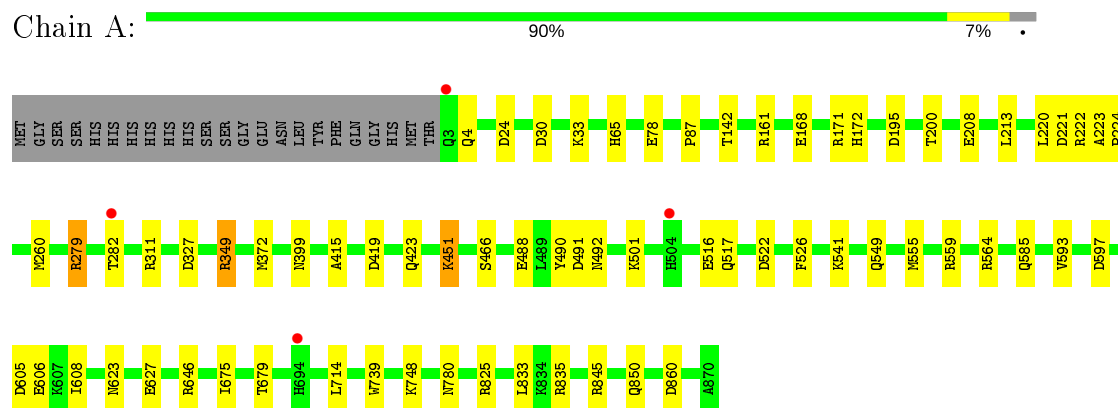 Chain A:
90% 7% •
MET GLY SER SER HIS HIS HIS HIS HIS HIS SER SER GLY GLU ASN LEU TYR PHE GLN GLY HIS MET THR Q3 Q4 D24 D30 K33 H65 E78 P87 T142 R161 E168 R171 H172 D195 T200 E208 L213 L220 D221 R222 A223 P224
M260 R279 T282 R311 D327 R349 M372 N399 A415 D419 Q423 K451 S466 E488 L489 Y490 D491 N492 K501 H504 E516 Q517 D522 F526 K541 Q549 M555 R559 R564 Q585 V593 D597
D605 E606 K607 I608 N623 E627 R646 I675 T679 H694 L714 W739 K748 N780 R825 L833 K834 R835 R845 Q850 D860 A870